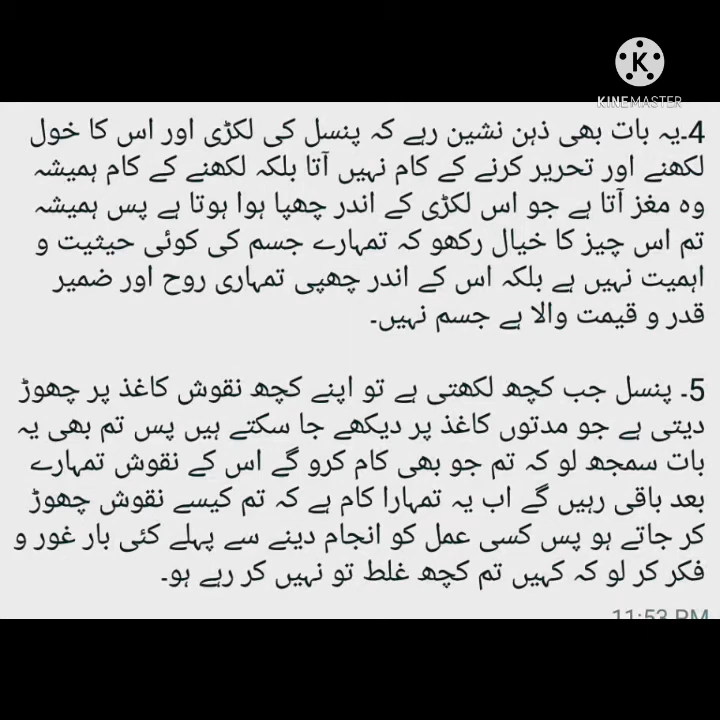 KINEMASTER
4۔یہ بات بھی ذہن نشین رہے کہ پنسل کی لکڑی اور اس کا خول
لکھنے اور تحریر کرنے کے کام نہیں آتا بلکہ لکھنے کے کام ہمیشہ
وہ مغز آتا ہے جو اس لکڑی کے اندر چھپا ہوا ہوتا ہے پس ہمیشہ
تم اس چیز کا خیال رکھو کہ تمہارے جسم کی کوئی حیثیت و
اہمیت نہیں ہے بلکہ اس کے اندر چھپی تمہاری روح اور ضمیر
قدر و قیمت والا ہے جسم نہیں۔
5۔ پنسل جب کچھ لکھتی ہے تو اپنے کچھ نقوش کاغذ پر چھوڑ
دیتی ہے جو مدتوں کاغذ پر دیکھے جا سکتے ہیں پس تم بھی یہ
بات سمجھ لو کہ تم جو بھی کام کرو گے اس کے نقوش تمہارے
بعد باقی رہیں گے اب یہ تمہارا کام ہے کہ تم کیسے نقوش چھوڑ
کر جاتے ہو پس کسی عمل کو انجام دینے سے پہلے کئی بار غور و
فکر کر لو کہ کہیں تم کچھ غلط تو نہیں کر رہے ہو۔
11:53 PM